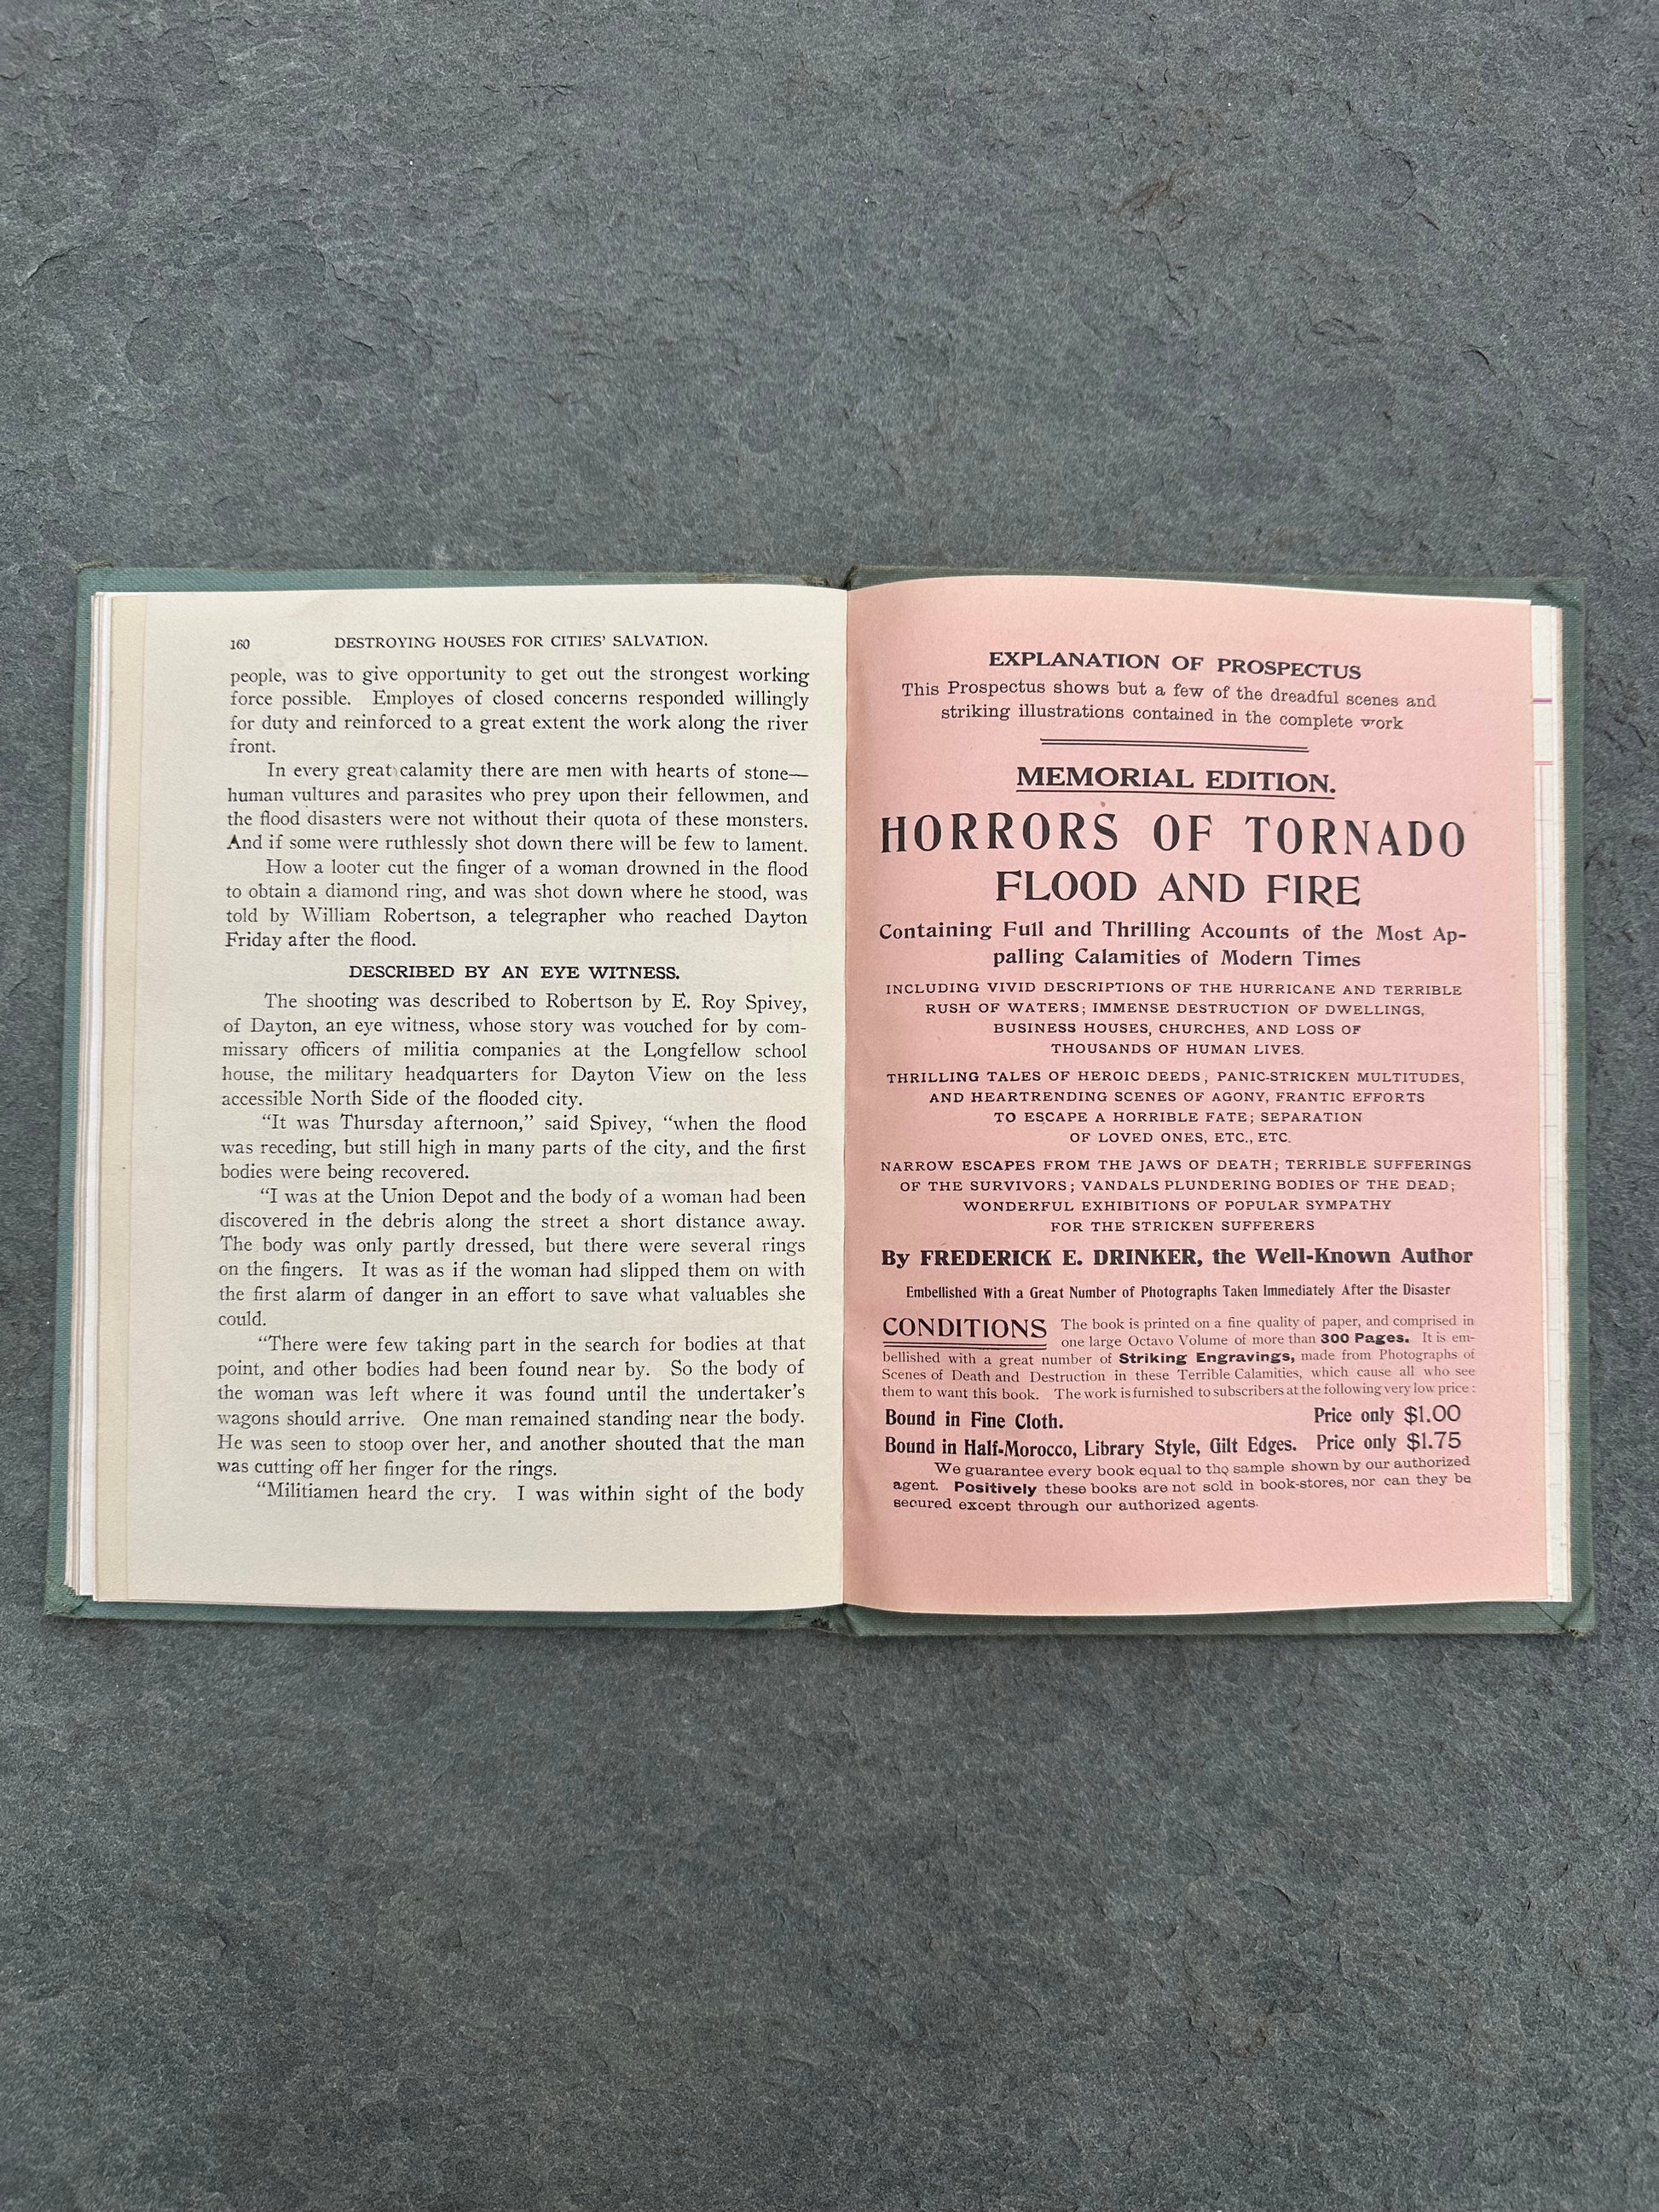 160 DESTROYING HOUSES FOR CITIES' SALVATION.
people, was to give opportunity to get out the strongest working
force possible. Employes of closed concerns responded willingly
for duty and reinforced to a great extent the work along the river
front.
In every great calamity there are men with hearts of stone—
human vultures and parasites who prey upon their fellowmen, and
the flood disasters were not without their quota of these monsters.
And if some were ruthlessly shot down there will be few to lament.
How a looter cut the finger of a woman drowned in the flood
to obtain a diamond ring, and was shot down where he stood, was
told by William Robertson, a telegrapher who reached Dayton
Friday after the flood.
DESCRIBED BY AN EYE WITNESS.
The shooting was described to Robertson by E. Roy Spivey,
of Dayton, an eye witness, whose story was vouched for by com-
missary officers of militia companies at the Longfellow school
house, the military headquarters for Dayton View on the less
accessible North Side of the flooded city.
"It was Thursday afternoon," said Spivey, "when the flood
was receding, but still high in many parts of the city, and the first
bodies were being recovered.
"I was at the Union Depot and the body of a woman had been
discovered in the debris along the street a short distance away.
The body was only partly dressed, but there were several rings
on the fingers. It was as if the woman had slipped them on with
the first alarm of danger in an effort to save what valuables she
could.
"There were few taking part in the search for bodies at that
point, and other bodies had been found near by. So the body of
the woman was left where it was found until the undertaker's
wagons should arrive. One man remained standing near the body.
He was seen to stoop over her, and another shouted that the man
was cutting off her finger for the rings.
"Militiamen heard the cry. I was within sight of the body
EXPLANATION OF PROSPECTUS
This Prospectus shows but a few of the dreadful scenes and
striking illustrations contained in the complete work
MEMORIAL EDITION.
HORRORS OF TORNADO
FLOOD AND FIRE
Containing Full and Thrilling Accounts of the Most Ap-
palling Calamities of Modern Times
INCLUDING VIVID DESCRIPTIONS OF THE HURRICANE AND TERRIBLE
RUSH OF WATERS; IMMENSE DESTRUCTION OF DWELLINGS,
BUSINESS HOUSES, CHURCHES, AND LOSS OF
THOUSANDS OF HUMAN LIVES.
THRILLING TALES OF HEROIC DEEDS, PANIC-STRICKEN MULTITUDES,
AND HEARTRENDING SCENES OF AGONY, FRANTIC EFFORTS
TO ESCAPE A HORRIBLE FATE; SEPARATION
OF LOVED ONES, ETC., ETC.
NARROW ESCAPES FROM THE JAWS OF DEATH; TERRIBLE SUFFERINGS
OF THE SURVIVORS; VANDALS PLUNDERING BODIES OF THE DEAD;
WONDERFUL EXHIBITIONS OF POPULAR SYMPATHY
FOR THE STRICKEN SUFFERERS
By FREDERICK E. DRINKER, the Well-Known Author
Embellished With a Great Number of Photographs Taken Immediately After the Disaster
CONDITIONS The book is printed on a fine quality of paper, and comprised in
one large Octavo Volume of more than 300 Pages. It is em-
bellished with a great number of Striking Engravings, made from Photographs of
Scenes of Death and Destruction in these Terrible Calamities, which cause all who see
them to want this book. The work is furnished to subscribers at the following very low price:
Bound in Fine Cloth. Price only $1.00
Bound in Half-Morocco, Library Style, Gilt Edges. Price only $1.75
We guarantee every book equal to the sample shown by our authorized
agent. Positively these books are not sold in book-stores, nor can they be
secured except through our authorized agents.